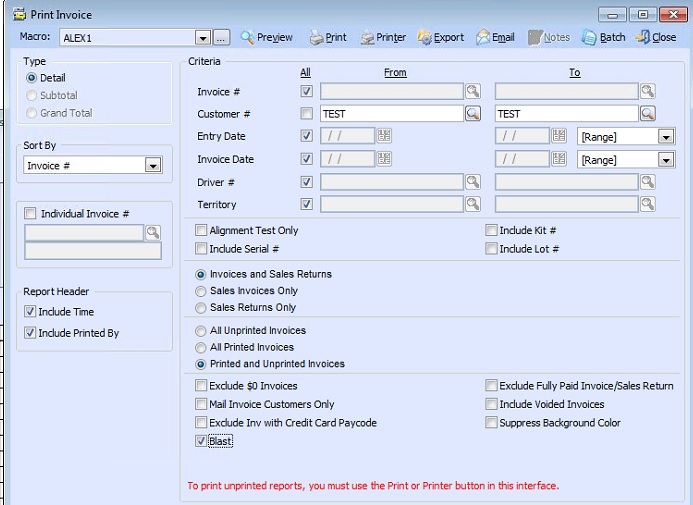 Print Invoice
Macro: ALEX1 ... Preview Print Printer Export Email Notes Batch Close
Type
Detail
Subtotal
Grand Total
Sort By
Invoice #
Individual Invoice #
Report Header
Include Time
Include Printed By
Criteria
All From To
Invoice #
Customer # TEST TEST
Entry Date / / / / [Range]
Invoice Date / / / / [Range]
Driver #
Territory
Alignment Test Only Include Kit #
Include Serial # Include Lot #
Invoices and Sales Returns
Sales Invoices Only
Sales Returns Only
All Unprinted Invoices
All Printed Invoices
Printed and Unprinted Invoices
Exclude $0 Invoices Exclude Fully Paid Invoice/Sales Return
Mail Invoice Customers Only Include Voided Invoices
Exclude Inv with Credit Card Paycode Suppress Background Color
Blast
To print unprinted reports, you must use the Print or Printer button in this interface.